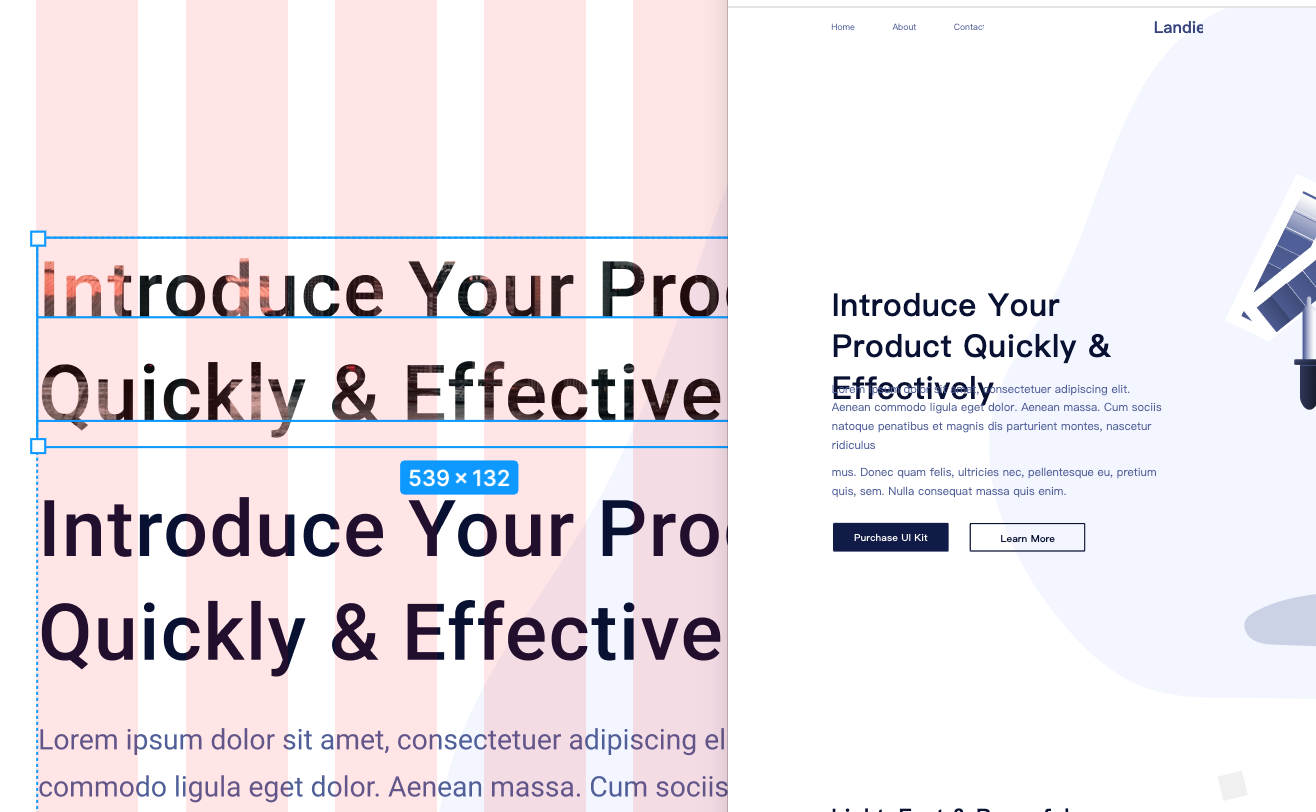 Introduce Your Pro
Quickly & Effective
539 × 132
Introduce Your Pro
Quickly & Effective
Lorem ipsum dolor sit amet, consectetuer adipiscing el
commodo ligula eget dolor. Aenean massa. Cum sociis
Home About Contact
Landie
Introduce Your
Product Quickly &
Effectively
Lorem ipsum dolor sit amet, consectetuer adipiscing elit.
Aenean commodo ligula eget dolor. Aenean massa. Cum sociis
natoque penatibus et magnis dis parturient montes, nascetur
ridiculus
mus. Donec quam felis, ultricies nec, pellentesque eu, pretium
quis, sem. Nulla consequat massa quis enim.
Purchase UI Kit
Learn More